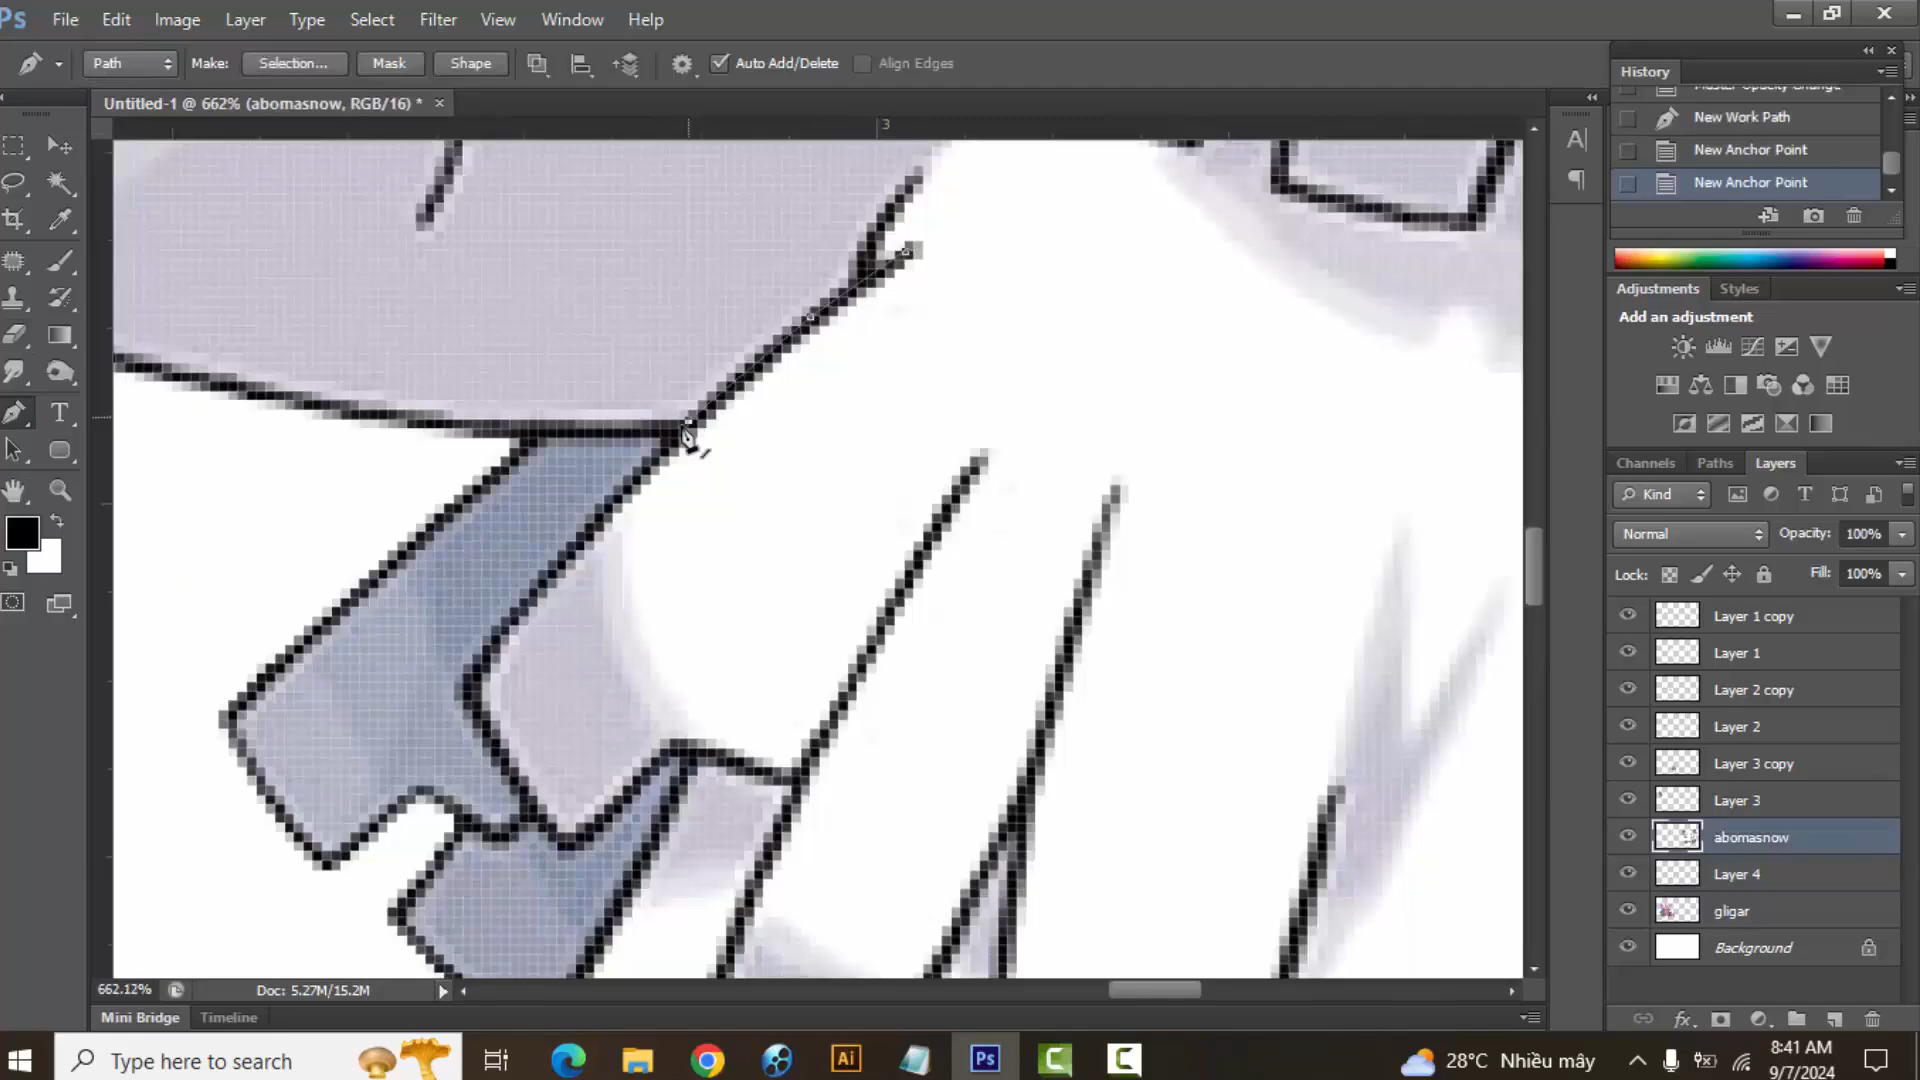 Ps File Edit Image Layer Type Select Filter View Window Help
Path Make: Selection... Mask Shape Auto Add/Delete Align Edges
Untitled-1 @ 662% (abomasnow, RGB/16) *
3
History
Master Opacity Change
New Work Path
New Anchor Point
New Anchor Point
Adjustments Styles
Add an adjustment
Channels Paths Layers
Kind
Normal Opacity: 100%
Lock: Fill: 100%
Layer 1 copy
Layer 1
Layer 2 copy
Layer 2
Layer 3 copy
Layer 3
abomasnow
Layer 4
gligar
Background
662.12% Doc: 5.27M/15.2M
Mini Bridge Timeline
Type here to search
Ai Ps
28°C Nhiều mây
8:41 AM
9/7/2024